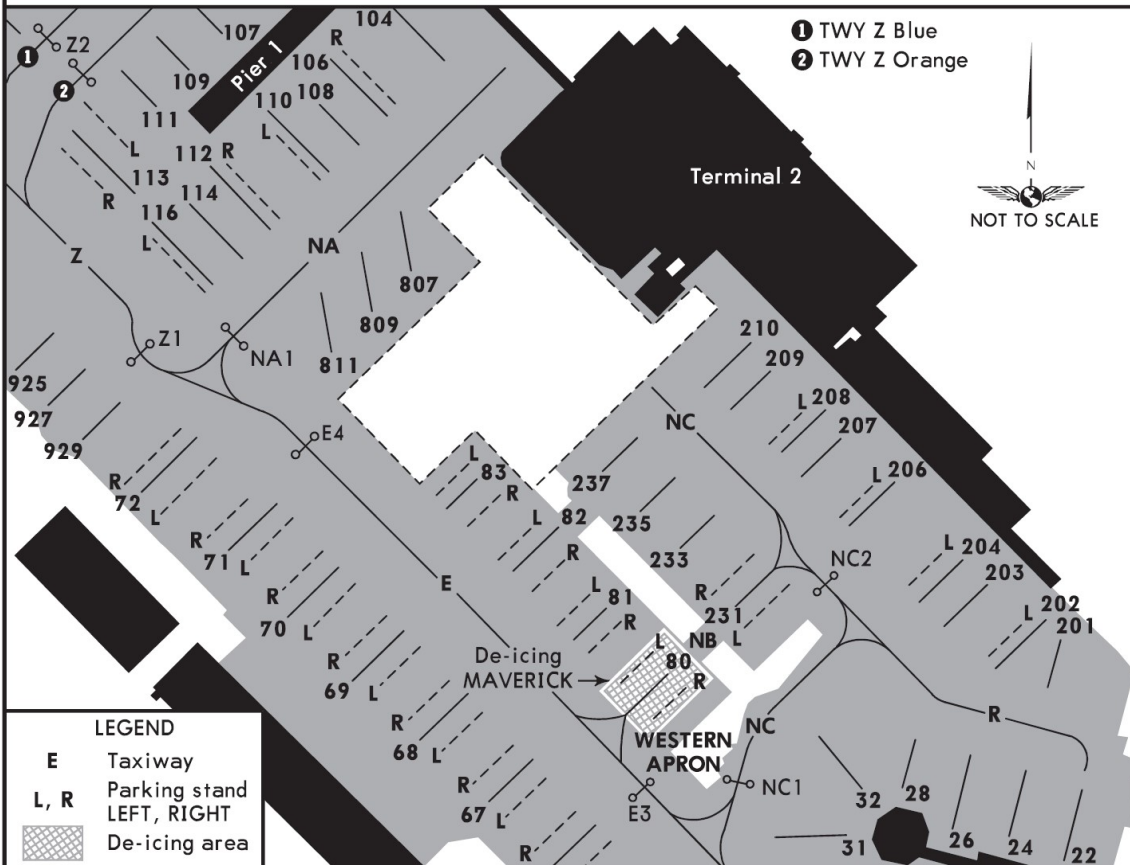 104
107
1 TWY Z Blue
2 TWY Z Orange
Z2
1
2
R
Pier 1
109
106
108
110
111
L
L
112
R
113
114
R
116
L
Z
NA
N
NOT TO SCALE
Terminal 2
807
809
811
Z1
NA1
925
927
929
E4
210
209
L
208
207
L
206
NC
L
83
R
237
L
82
235
R
R
72
L
R
71
L
E
233
NC2
L
204
203
L
81
R
231
L
R
NB
L
202
201
R
70
L
De-icing
MAVERICK
L
80
R
R
69
L
WESTERN
APRON
NC
R
R
68
L
E3
NC1
32
28
R
67
L
31
26
24
22
R
LEGEND
E Taxiway
L, R Parking stand
LEFT, RIGHT
De-icing area